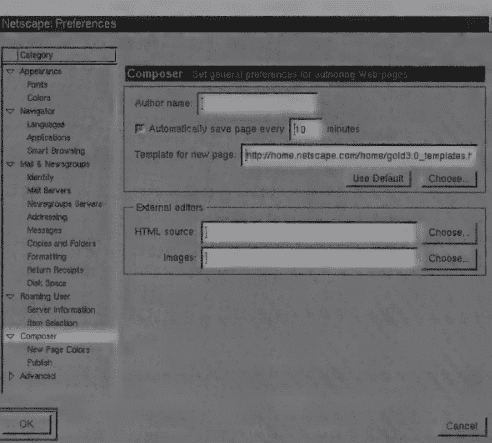 Netscape: Preferences
Category
Appearance
Fonts
Colors
Navigator
Languages
Applications
Smart Browsing
Mail & Newsgroups
Identity
Mail Servers
Newsgroups Servers
Addressing
Messages
Copies and Folders
Formatting
Return Receipts
Disk Space
Roaming User
Server Information
Item Selection
Composer
New Page Colors
Publish
Advanced
Composer Set general preferences for authoring Web pages
Author name:
Automatically save page every 10 minutes
Template for new page: http://home.netscape.com/home/gold3.0_templates.h
Use Default Choose...
External editors
HTML source: Choose...
Images: Choose...
OK Cancel